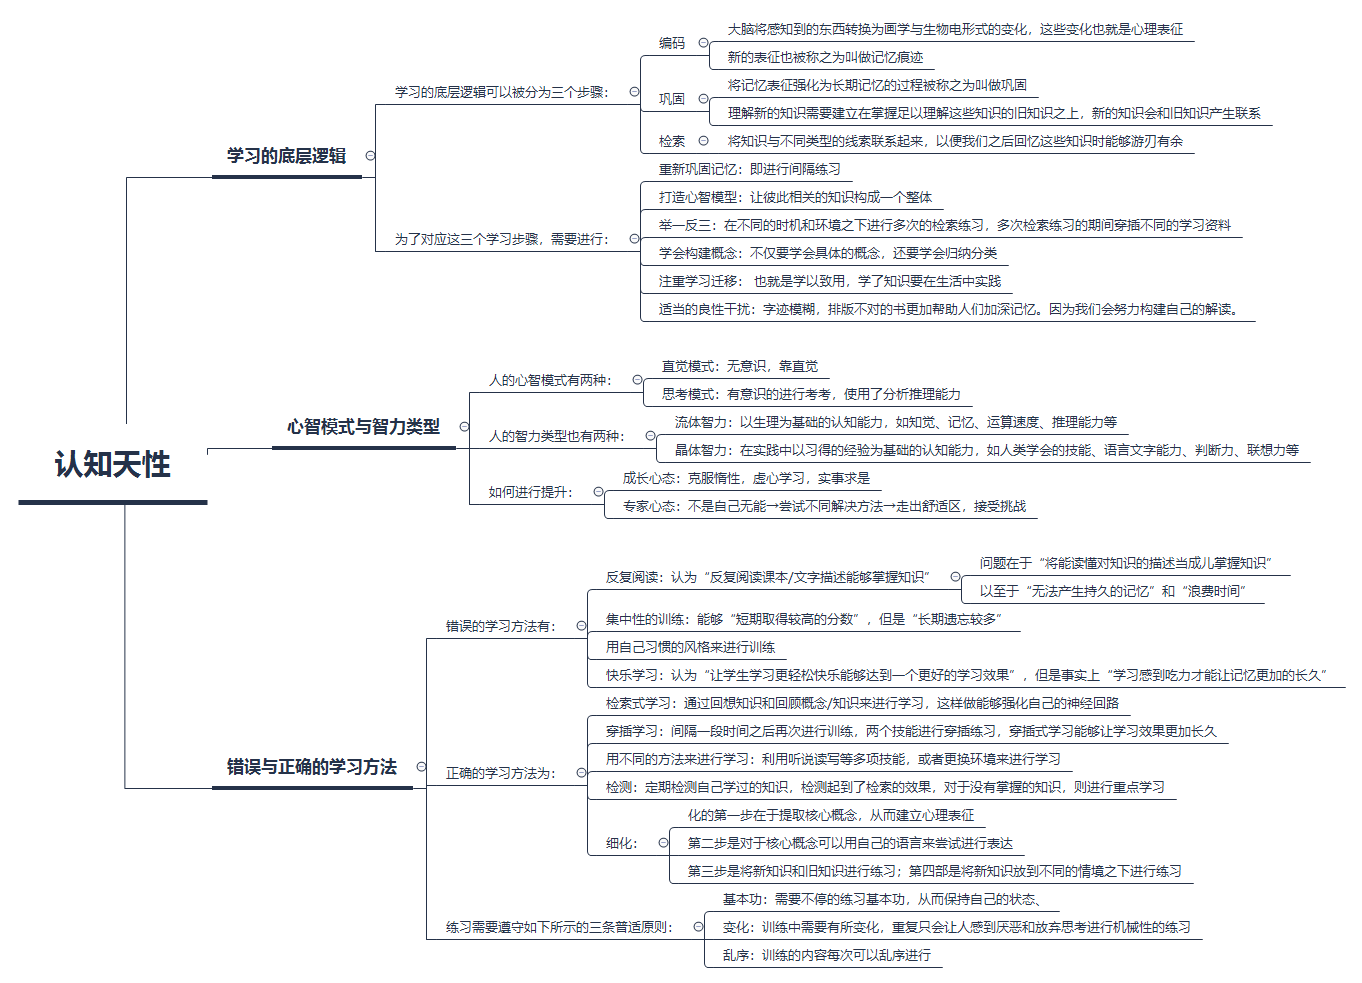 认知天性
学习的底层逻辑
学习的底层逻辑可以被分为三个步骤：
编码
大脑将感知到的东西转换为画学与生物电形式的变化，这些变化也就是心理表征
新的表征也被称之为叫做记忆痕迹
巩固
将记忆表征强化为长期记忆的过程被称之为叫做巩固
理解新的知识需要建立在掌握足以理解这些知识的旧知识之上，新的知识会和旧知识产生联系
检索
将知识与不同类型的线索联系起来，以便我们之后回忆这些知识时能够游刃有余
为了对应这三个学习步骤，需要进行：
重新巩固记忆：即进行间隔练习
打造心智模型：让彼此相关的知识构成一个整体
举一反三：在不同的时机和环境之下进行多次的检索练习，多次检索练习的期间穿插不同的学习资料
学会构建概念：不仅要学会具体的概念，还要学会归纳分类
注重学习迁移： 也就是学以致用，学了知识要在生活中实践
适当的良性干扰：字迹模糊，排版不对的书更加帮助人们加深记忆。因为我们会努力构建自己的解读。
心智模式与智力类型
人的心智模式有两种：
直觉模式：无意识，靠直觉
思考模式：有意识的进行考考，使用了分析推理能力
人的智力类型也有两种：
流体智力：以生理为基础的认知能力，如知觉、记忆、运算速度、推理能力等
晶体智力：在实践中以习得的经验为基础的认知能力，如人类学会的技能、语言文字能力、判断力、联想力等
如何进行提升：
成长心态：克服惰性，虚心学习，实事求是
专家心态：不是自己无能→尝试不同解决方法→走出舒适区，接受挑战
错误与正确的学习方法
错误的学习方法有：
反复阅读：认为“反复阅读课本/文字描述能够掌握知识”
问题在于“将能读懂对知识的描述当成儿掌握知识”
以至于“无法产生持久的记忆”和“浪费时间”
集中性的训练：能够“短期取得较高的分数”，但是“长期遗忘较多”
用自己习惯的风格来进行训练
快乐学习：认为“让学生学习更轻松快乐能够达到一个更好的学习效果”，但是事实上“学习感到吃力才能让记忆更加的长久”
正确的学习方法为：
检索式学习：通过回想知识和回顾概念/知识来进行学习，这样做能够强化自己的神经回路
穿插学习：间隔一段时间之后再次进行训练，两个技能进行穿插练习，穿插式学习能够让学习效果更加长久
用不同的方法来进行学习：利用听说读写等多项技能，或者更换环境来进行学习
检测：定期检测自己学过的知识，检测起到了检索的效果，对于没有掌握的知识，则进行重点学习
细化：
化的第一步在于提取核心概念，从而建立心理表征
第二步是对于核心概念可以用自己的语言来尝试进行表达
第三步是将新知识和旧知识进行练习；第四部是将新知识放到不同的情境之下进行练习
练习需要遵守如下所示的三条普适原则：
基本功：需要不停的练习基本功，从而保持自己的状态、
变化：训练中需要有所变化，重复只会让人感到厌恶和放弃思考进行机械性的练习
乱序：训练的内容每次可以乱序进行